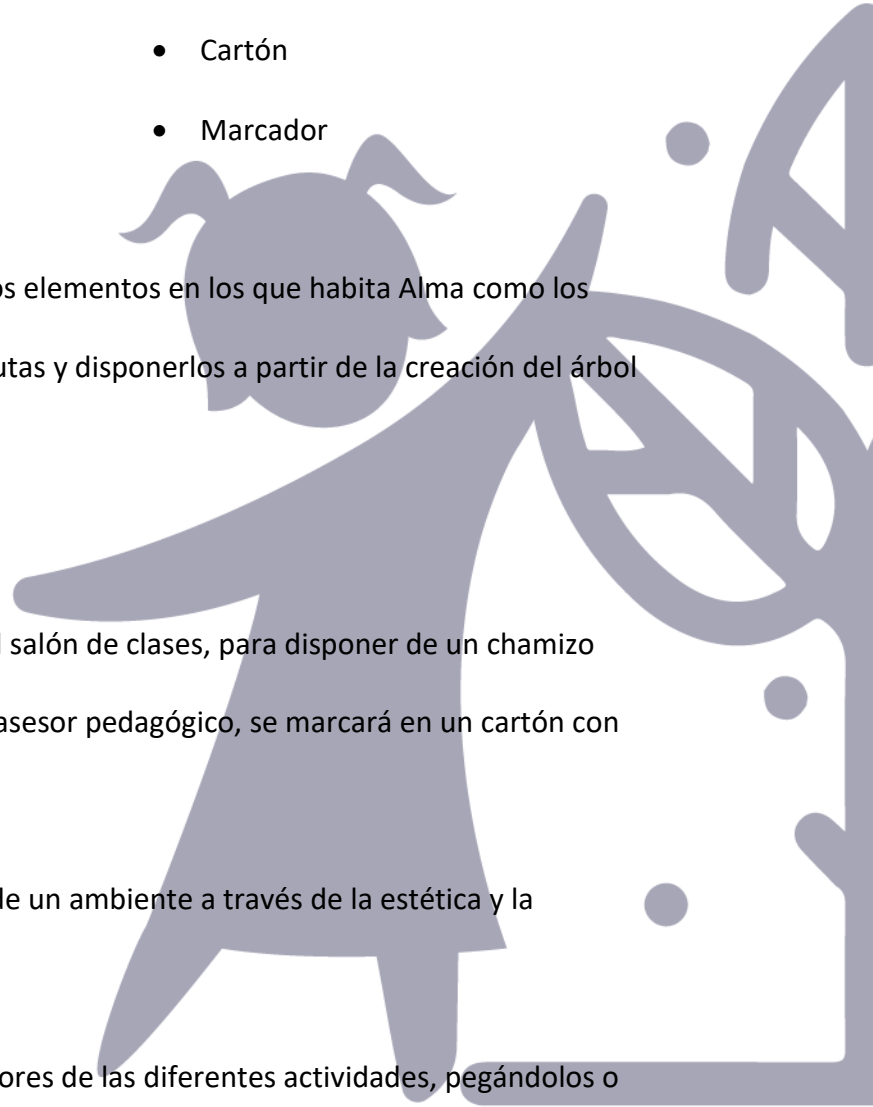 • Cartón
• Marcador
os elementos en los que habita Alma como los
utas y disponerlos a partir de la creación del árbol
l salón de clases, para disponer de un chamizo
asesor pedagógico, se marcará en un cartón con
de un ambiente a través de la estética y la
ores de las diferentes actividades, pegándolos o